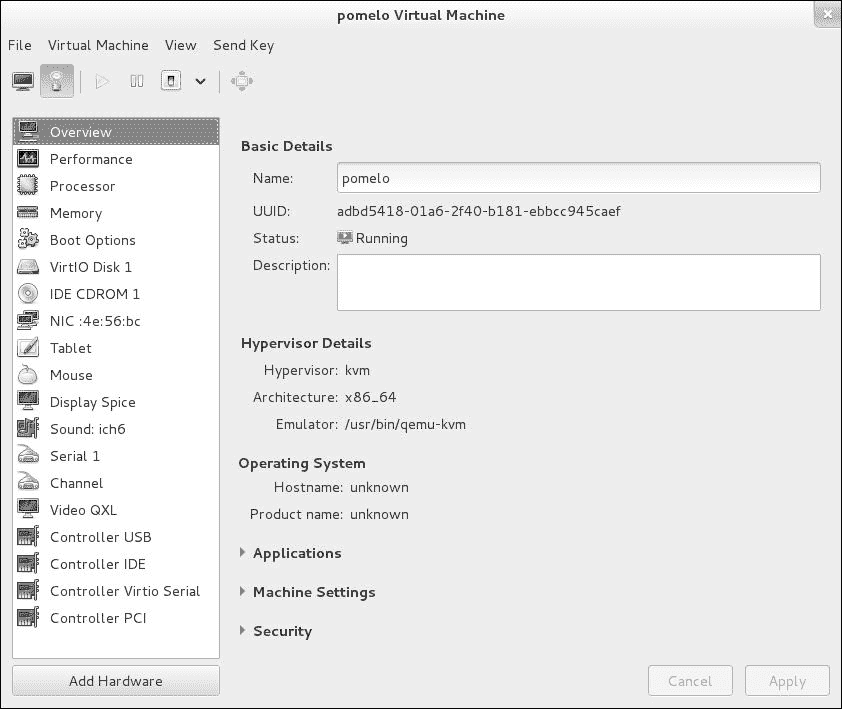 pomelo Virtual Machine
File Virtual Machine View Send Key
Overview
Performance
Processor
Memory
Boot Options
VirtIO Disk 1
IDE CDROM 1
NIC :4e:56:bc
Tablet
Mouse
Display Spice
Sound: ich6
Serial 1
Channel
Video QXL
Controller USB
Controller IDE
Controller Virtio Serial
Controller PCI
Add Hardware
Basic Details
Name: pomelo
UUID: adbd5418-01a6-2f40-b181-ebbcc945caef
Status: Running
Description:
Hypervisor Details
Hypervisor: kvm
Architecture: x86_64
Emulator: /usr/bin/qemu-kvm
Operating System
Hostname: unknown
Product name: unknown
Applications
Machine Settings
Security
Cancel Apply